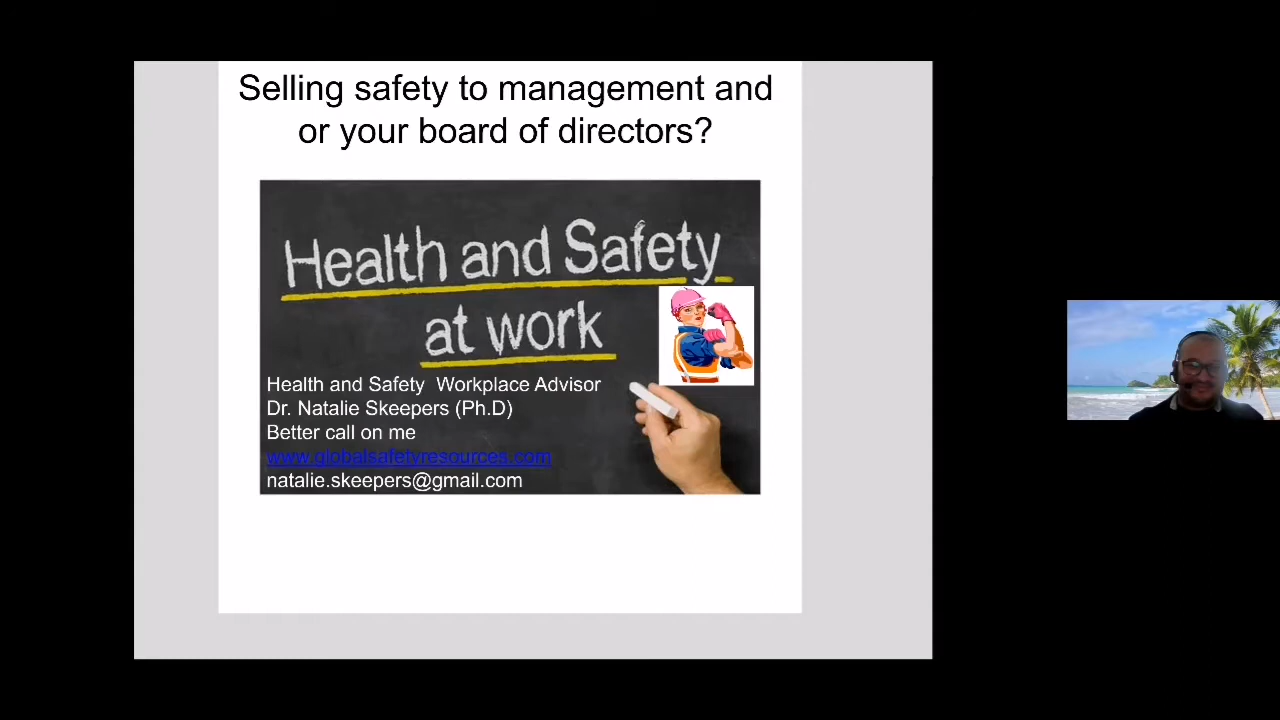 Selling safety to management and
or your board of directors?
Health and Safety
at work
Health and Safety  Workplace Advisor
Dr. Natalie Skeepers (Ph.D)
Better call on me
www.globalsafetyresources.com
natalie.skeepers@gmail.com